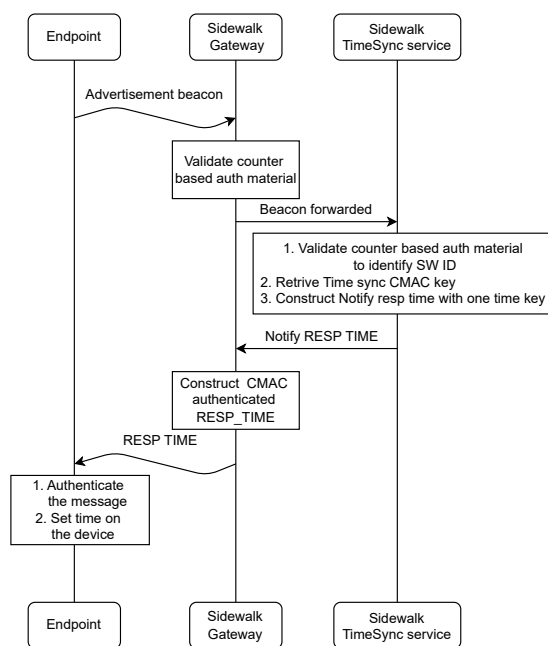 Endpoint
Sidewalk
Gateway
Sidewalk
TimeSync service
Advertisement beacon
Validate counter
based auth material
Beacon forwarded
1. Validate counter based auth material
to identify SW ID
2. Retrive Time sync CMAC key
3. Construct Notify resp time with one time key
Notify RESP TIME
Construct CMAC
authenticated
RESP_TIME
RESP TIME
1. Authenticate
the message
2. Set time on
the device
Endpoint
Sidewalk
Gateway
Sidewalk
TimeSync service